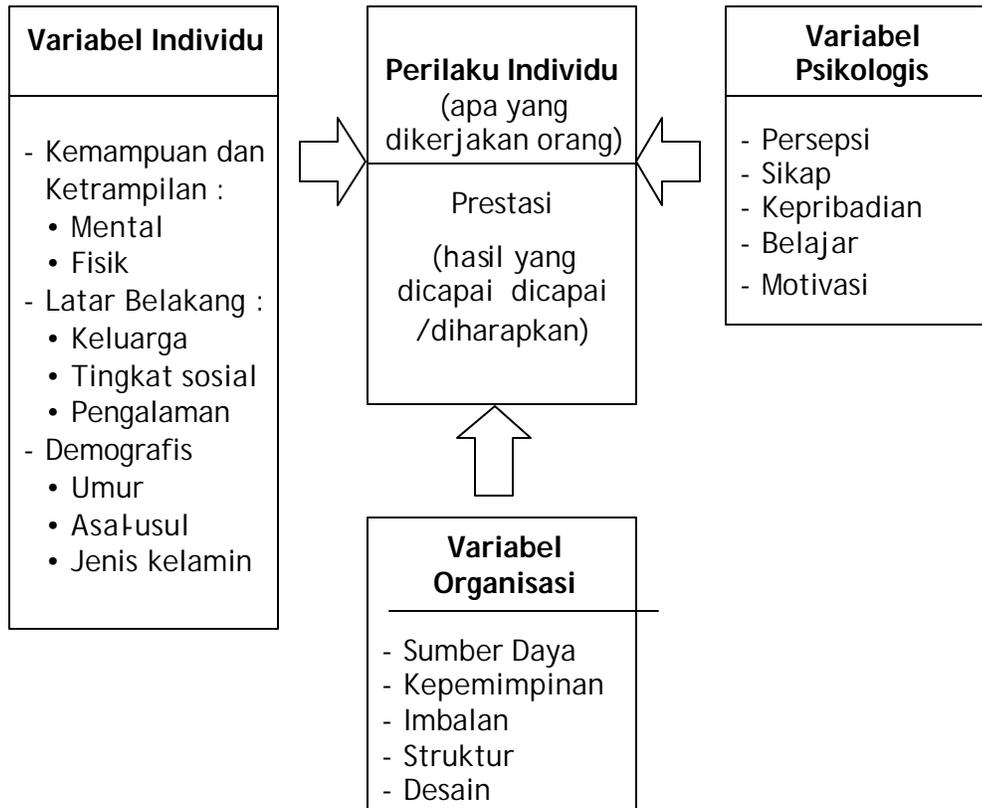 Variabel Individu
- Kemampuan dan
Ketrampilan :
• Mental
• Fisik
- Latar Belakang :
• Keluarga
• Tingkat sosial
• Pengalaman
- Demografis
• Umur
• Asal-usul
• Jenis kelamin
Perilaku Individu
(apa yang
dikerjakan orang)
Prestasi
(hasil yang
dicapai dicapai
/diharapkan)
Variabel
Psikologis
- Persepsi
- Sikap
- Kepribadian
- Belajar
- Motivasi
Variabel
Organisasi
- Sumber Daya
- Kepemimpinan
- Imbalan
- Struktur
- Desain